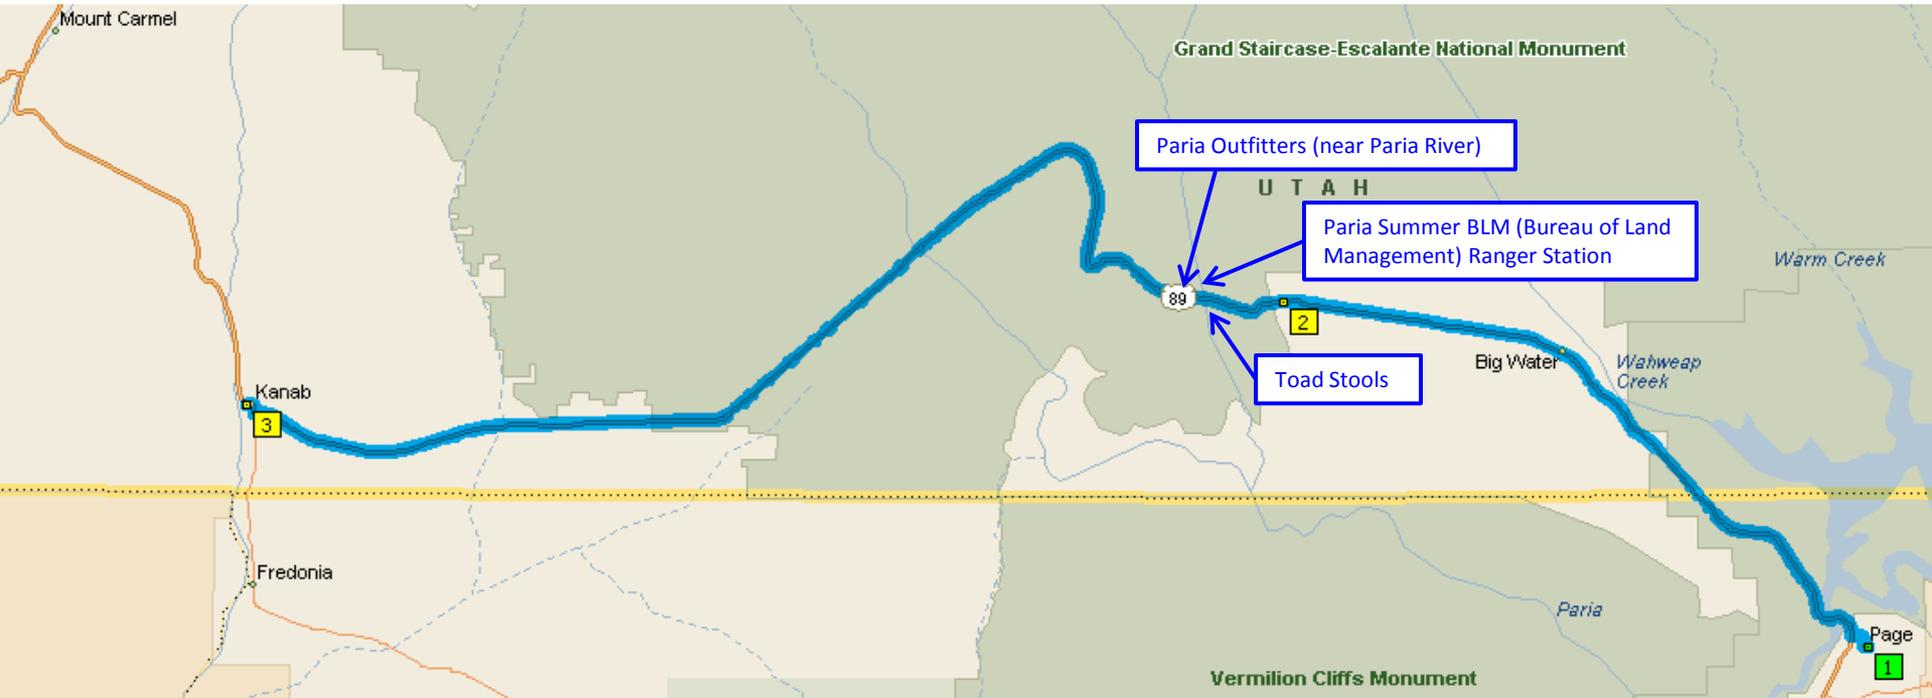 Mount Carmel
Grand Staircase-Escalante National Monument
Paria Outfitters (near Paria River)
U T A H
Paria Summer BLM (Bureau of Land
Management) Ranger Station
Warm Creek
89
2
Big Water
Wahweap
Creek
Toad Stools
Kanab
3
Fredonia
Paria
Page
1
Vermilion Cliffs Monument